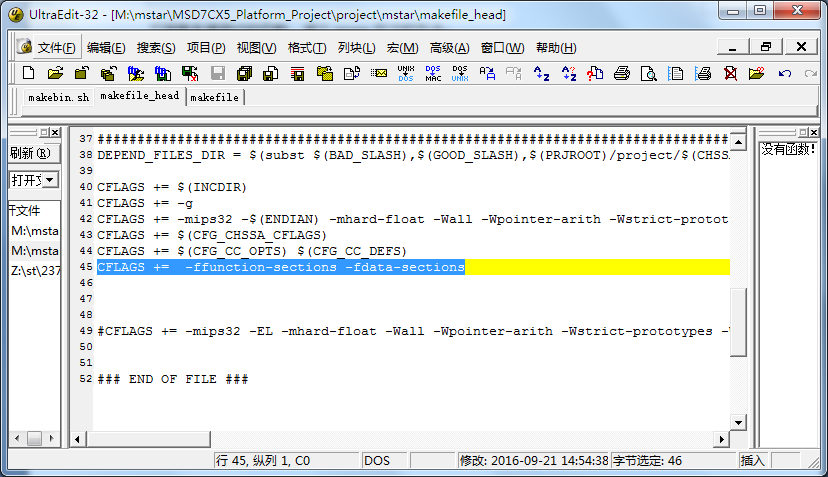 UltraEdit-32 - [M:\mstar\MSD7CX5_Platform_Project\project\mstar\makefile_head]
文件(F) 编辑(E) 搜索(S) 项目(P) 视图(V) 格式(T) 列块(L) 宏(M) 高级(A) 窗口(W) 帮助(H)
UNIX DOS DOS
DOS MAC UNIX
makebin.sh makefile_head makefile
刷新(R)
打开文
开文件
M:\msta
M:\msta
Z:\st\237
37 ################################################################################
38 DEPEND_FILES_DIR = $(subst $(BAD_SLASH),$(GOOD_SLASH),$(PRJROOT)/project/$(CHSSA
39
40 CFLAGS += $(INCDIR)
41 CFLAGS += -g
42 CFLAGS += -mips32 -$(ENDIAN) -mhard-float -Wall -Wpointer-arith -Wstrict-protot
43 CFLAGS += $(CFG_CHSSA_CFLAGS)
44 CFLAGS += $(CFG_CC_OPTS) $(CFG_CC_DEFS)
45 CFLAGS +=  -ffunction-sections -fdata-sections
46
47
48
49 #CFLAGS += -mips32 -EL -mhard-float -Wall -Wpointer-arith -Wstrict-prototypes -
50
51
52 ### END OF FILE ###
没有函数!
行 45, 纵列 1, C0 DOS 修改: 2016-09-21 14:54:38 字节选定: 46 插入